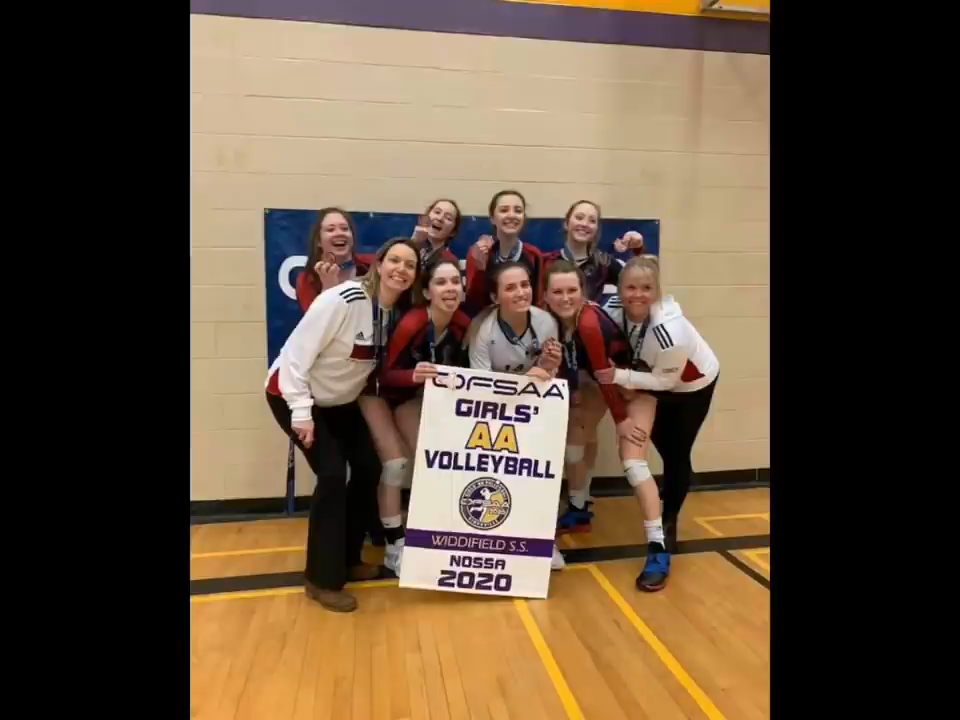 OFSAA
GIRLS'
AA
VOLLEYBALL
WIDDIFIELD S.S.
NOSSA
2020